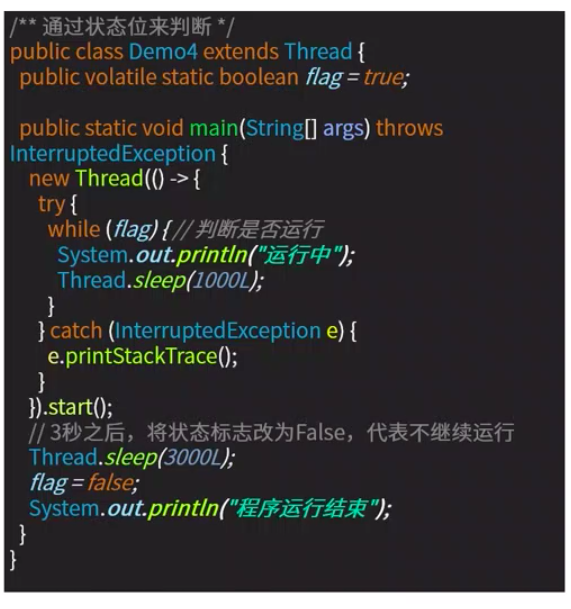 /** 通过状态位来判断 */
public class Demo4 extends Thread {
public volatile static boolean flag = true;
public static void main(String[] args) throws
InterruptedException {
new Thread(() -> {
try {
while (flag) { // 判断是否运行
System.out.println("运行中");
Thread.sleep(1000L);
}
} catch (InterruptedException e) {
e.printStackTrace();
}
}).start();
// 3秒之后，将状态标志改为False，代表不继续运行
Thread.sleep(3000L);
flag = false;
System.out.println("程序运行结束");
}
}